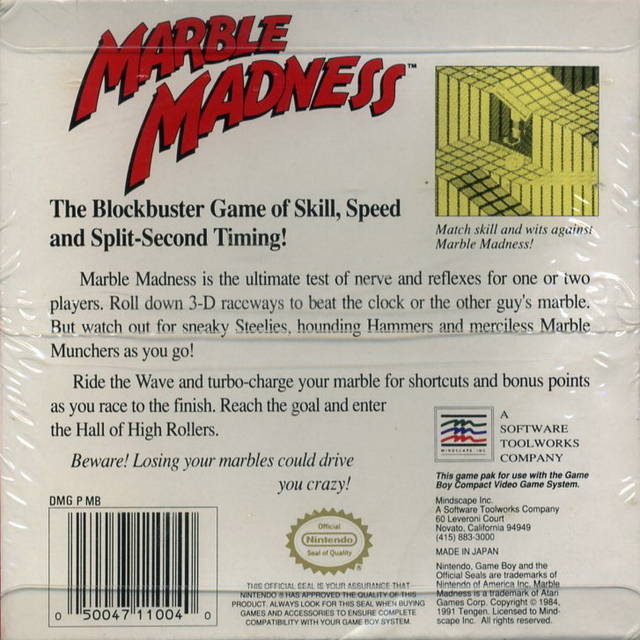 MARBLE
MADNESS™
The Blockbuster Game of Skill, Speed
and Split-Second Timing!
Match skill and wits against
Marble Madness!
Marble Madness is the ultimate test of nerve and reflexes for one or two
players. Roll down 3-D raceways to beat the clock or the other guy's marble.
But watch out for sneaky Steelies, hounding Hammers and merciless Marble
Munchers as you go!
Ride the Wave and turbo-charge your marble for shortcuts and bonus points
as you race to the finish. Reach the goal and enter
the Hall of High Rollers.
Beware! Losing your marbles could drive
you crazy!
MINDSCAPE INC
A
SOFTWARE
TOOLWORKS
COMPANY
This game pak for use with the Game
Boy Compact Video Game System.
Mindscape Inc.
A Software Toolworks Company
60 Leveroni Court
Novato, California 94949
(415) 883-3000
MADE IN JAPAN
Nintendo, Game Boy and the
Official Seals are trademarks of
Nintendo of America Inc. Marble
Madness is a trademark of Atari
Games Corp. Copyright © 1984,
1991 Tengen. Licensed to Mind-
scape Inc. All rights reserved.
DMG P MB
0 50047 11004 0
Official
Nintendo
Seal of Quality
THIS OFFICIAL SEAL IS YOUR ASSURANCE THAT
NINTENDO ® HAS APPROVED THE QUALITY OF THIS
PRODUCT. ALWAYS LOOK FOR THIS SEAL WHEN BUYING
GAMES AND ACCESSORIES TO ENSURE COMPLETE
COMPATIBILITY WITH YOUR GAME BOY SYSTEM.